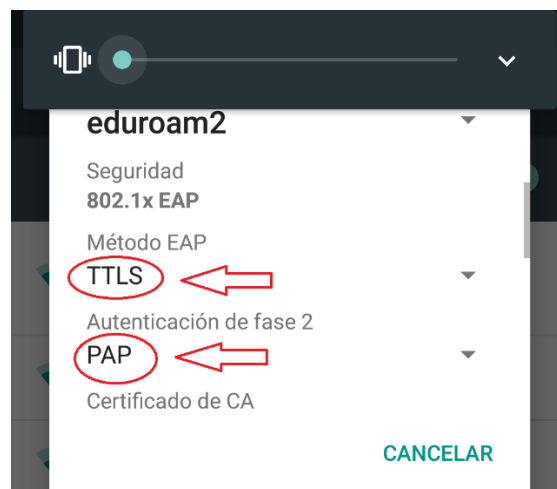 eduroam2
Seguridad
802.1x EAP
Método EAP
TTLS
Autenticación de fase 2
PAP
Certificado de CA
CANCELAR